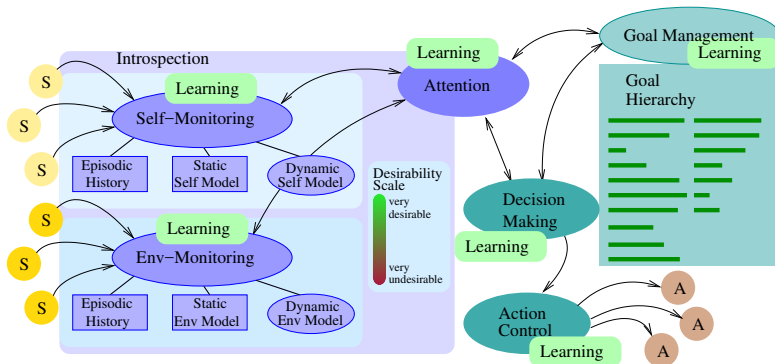 Introspection
Learning
Attention
Goal Management
Learning
S
S
S
Learning
Self−Monitoring
Episodic
History
Static
Self Model
Dynamic
Self Model
Goal
Hierarchy
Desirability
Scale
very
desirable
very
undesirable
Decision
Making
Learning
S
S
S
Learning
Env−Monitoring
Episodic
History
Static
Env Model
Dynamic
Env Model
Action
Control
Learning
A
A
A